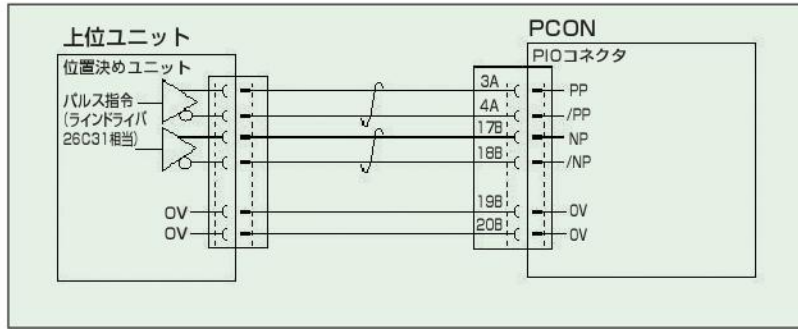 上位ユニット
PCON
位置決めユニット
PIOコネクタ
パルス指令
(ラインドライバ
26C31相当)
3A
PP
4A
/PP
17B
NP
18B
/NP
0V
19B
0V
0V
20B
0V